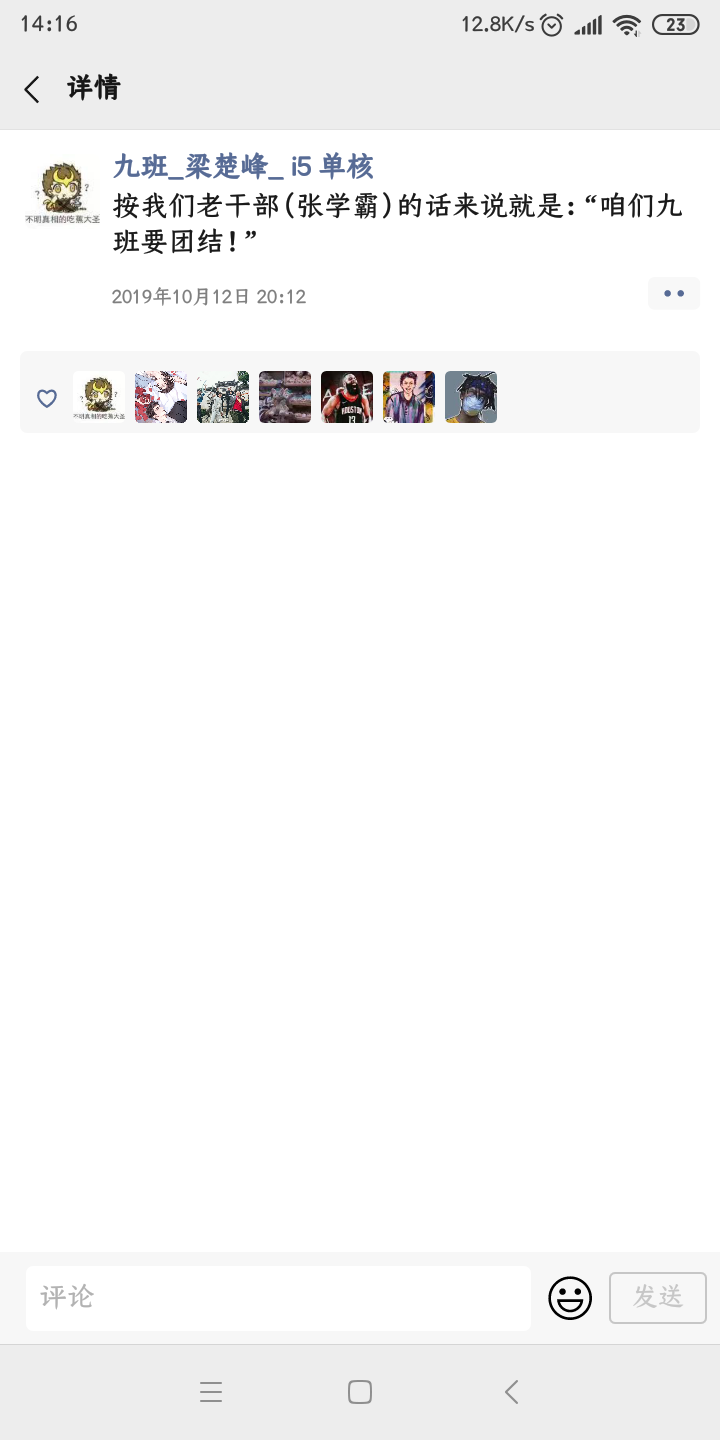 14:16 12.8K/s 23
详情
九班_梁楚峰_ i5 单核
按我们老干部(张学霸)的话来说就是:“咱们九
班要团结!”
不明真相的吃蕉大圣
2019年10月12日 20:12
不明真相的吃蕉大圣
HOUSTON
13
评论
发送